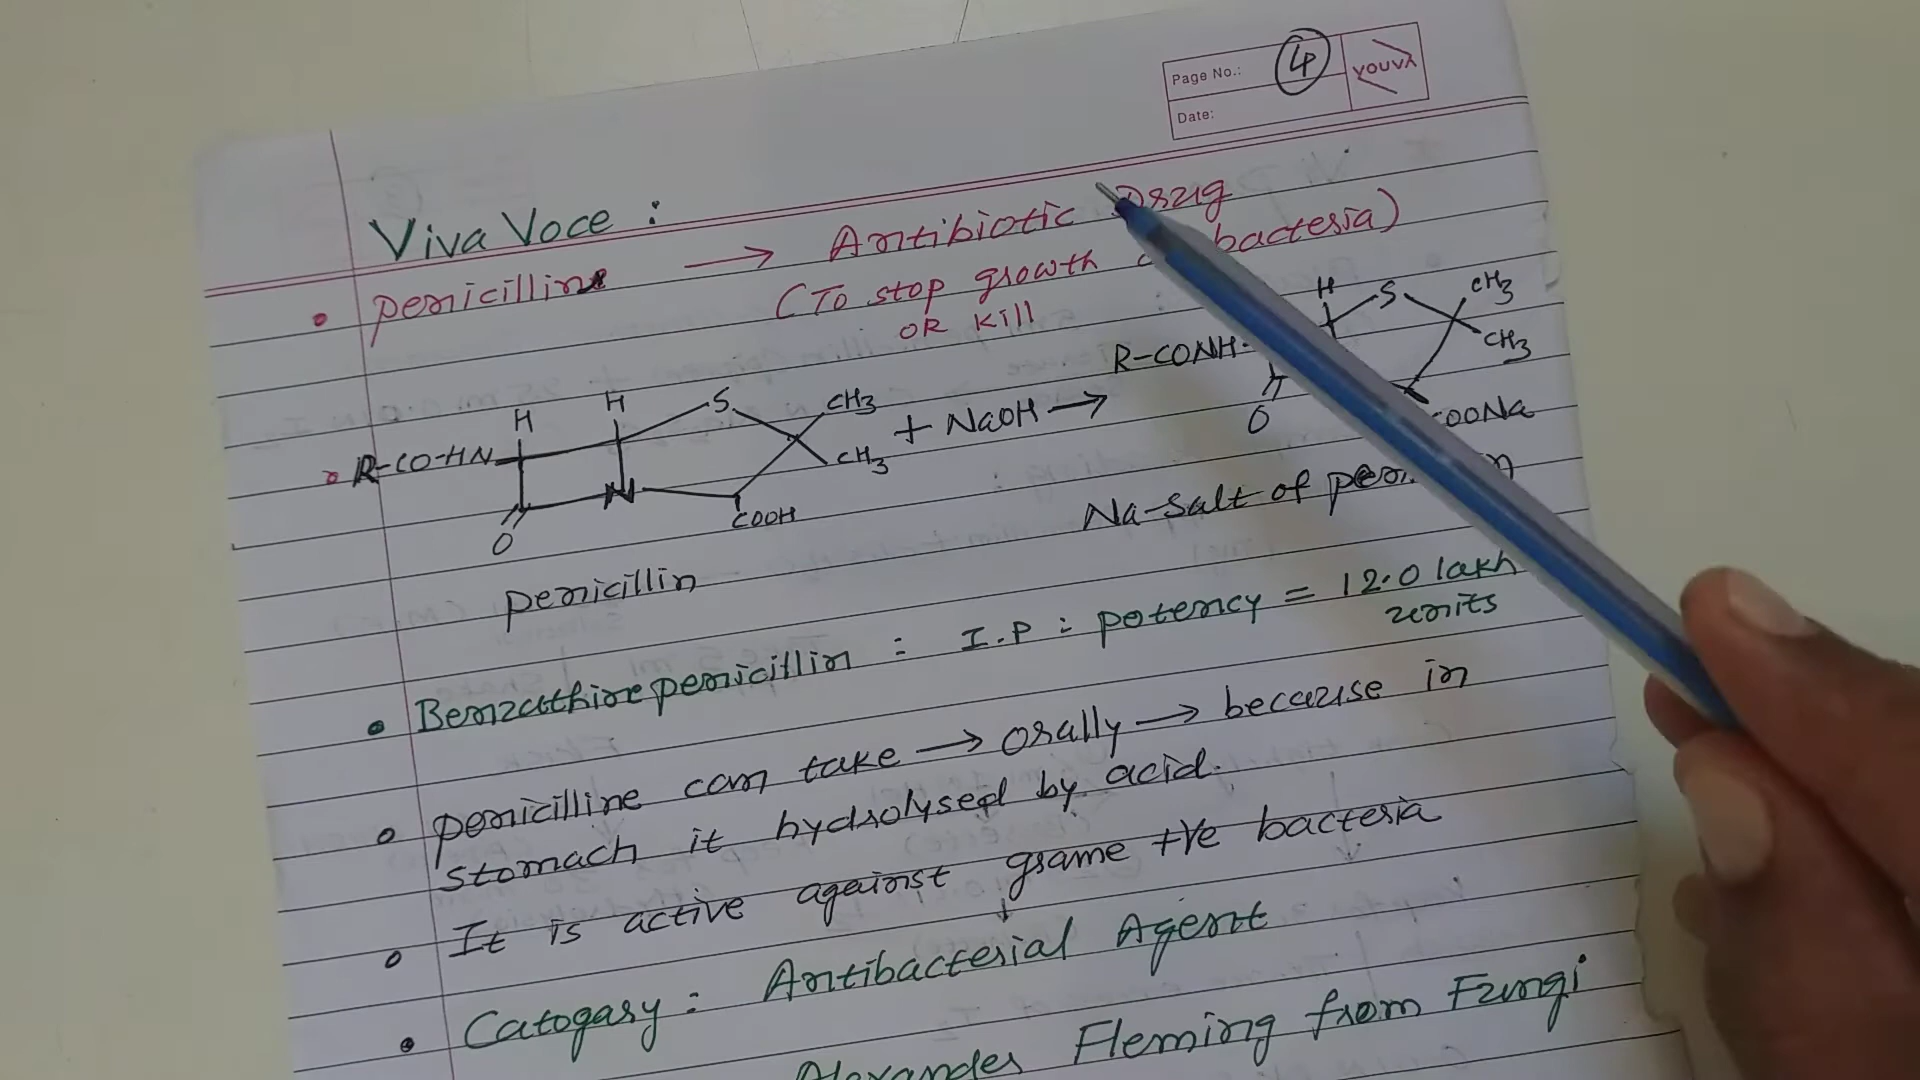 Page No.: 4
YOUVA
Date:
Viva Voce :
penicilline → Antibiotic Drug
(To stop growth bacteria)
OR kill
R-CO-HN H H S CH3 CH3 N O COOH + NaOH → R-CONH H S CH3 CH3 O COONa
penicillin
Na-salt of
Benzathine penicillin : I.P : potency = 12.0 lakh
units
penicilline can take → orally → because in
stomach it hydrolysed by acid.
It is active against grame +ve bacteria
Catogary : Antibacterial Agent
Alexander Fleming from Fungi